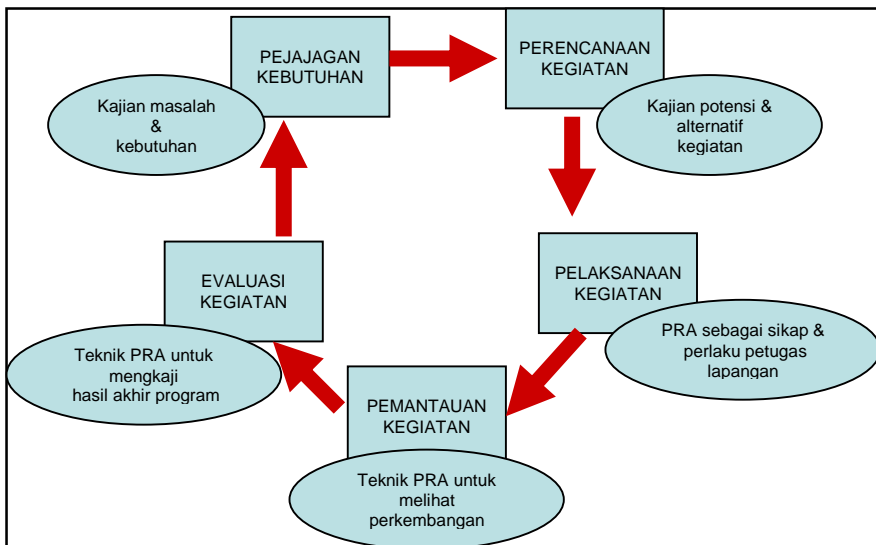 PEJAJAGAN
KEBUTUHAN
Kajian masalah
&
kebutuhan
PERENCANAAN
KEGIATAN
Kajian potensi &
alternatif
kegiatan
PELAKSANAAN
KEGIATAN
PRA sebagai sikap &
perlaku petugas
lapangan
PEMANTAUAN
KEGIATAN
Teknik PRA untuk
melihat
perkembangan
EVALUASI
KEGIATAN
Teknik PRA untuk
mengkaji
hasil akhir program